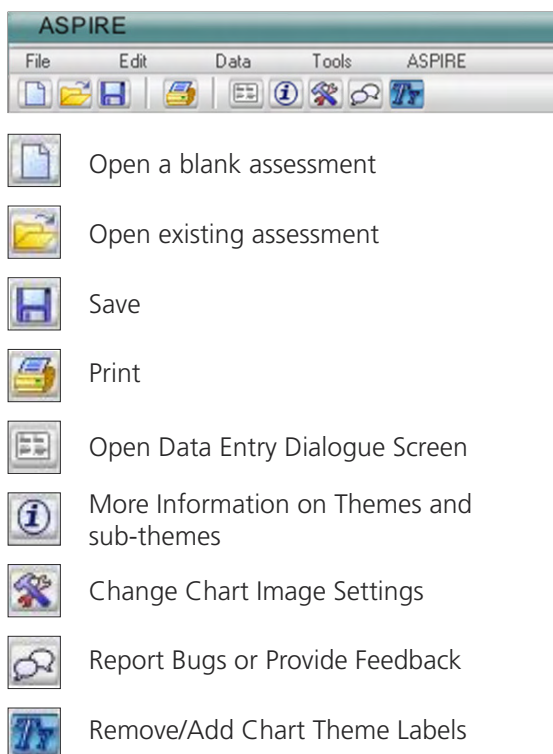 ASPIRE
File Edit Data Tools ASPIRE
Open a blank assessment
Open existing assessment
Save
Print
Open Data Entry Dialogue Screen
More Information on Themes and
sub-themes
Change Chart Image Settings
Report Bugs or Provide Feedback
Remove/Add Chart Theme Labels